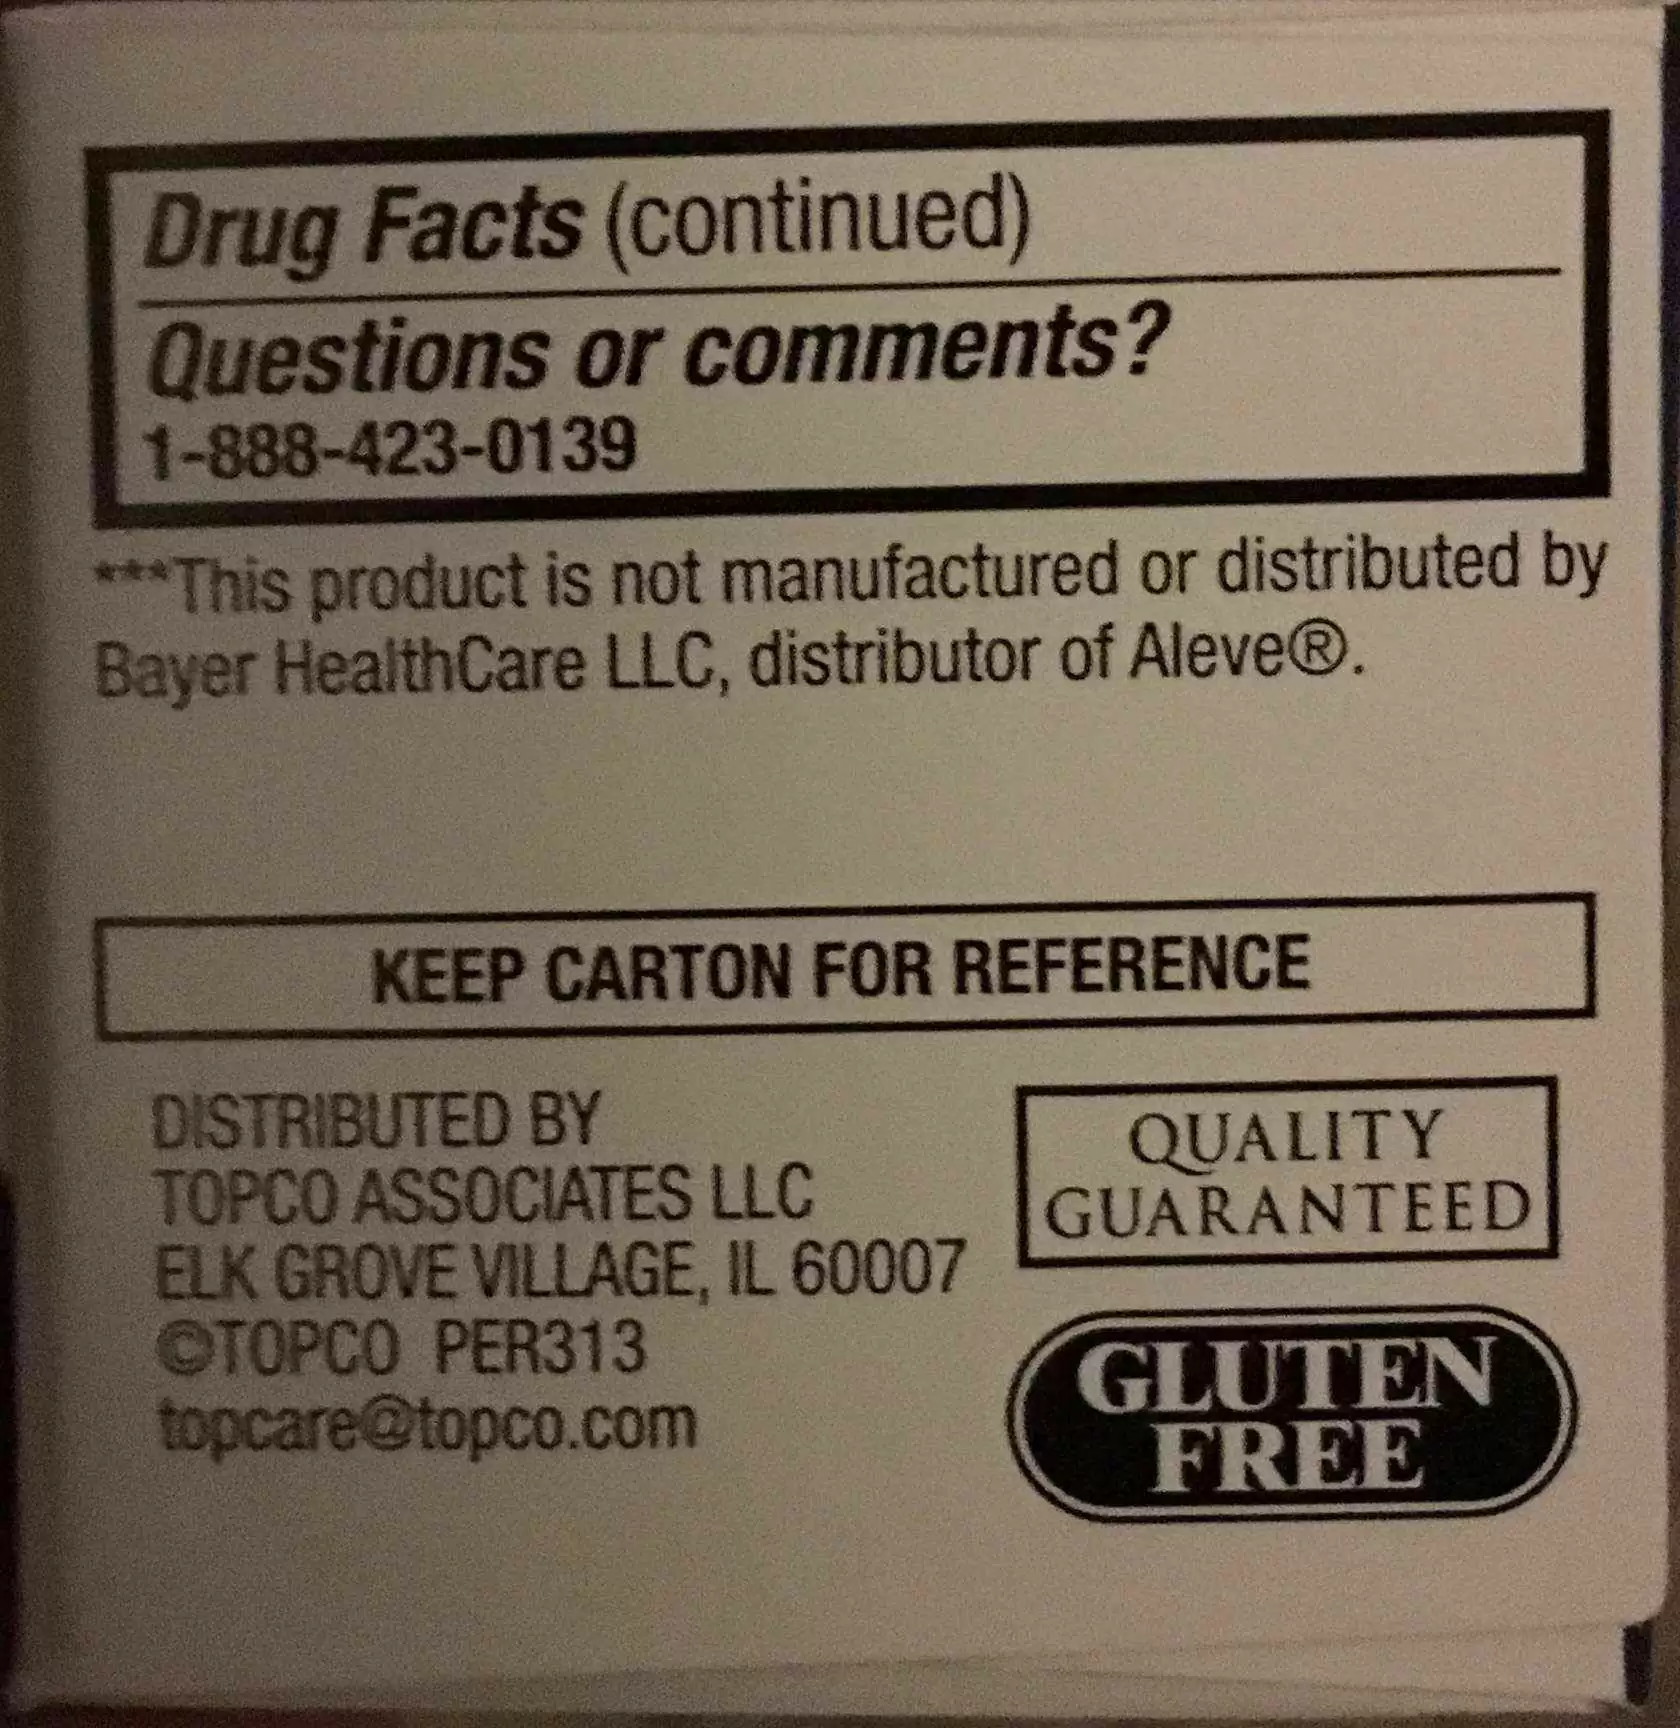 Drug Facts (continued)
Questions or comments?
1-888-423-0139
***This product is not manufactured or distributed by
Bayer HealthCare LLC, distributor of Aleve®.
KEEP CARTON FOR REFERENCE
DISTRIBUTED BY
TOPCO ASSOCIATES LLC
ELK GROVE VILLAGE, IL 60007
©TOPCO PER313
topcare@topco.com
QUALITY
GUARANTEED
GLUTEN
FREE